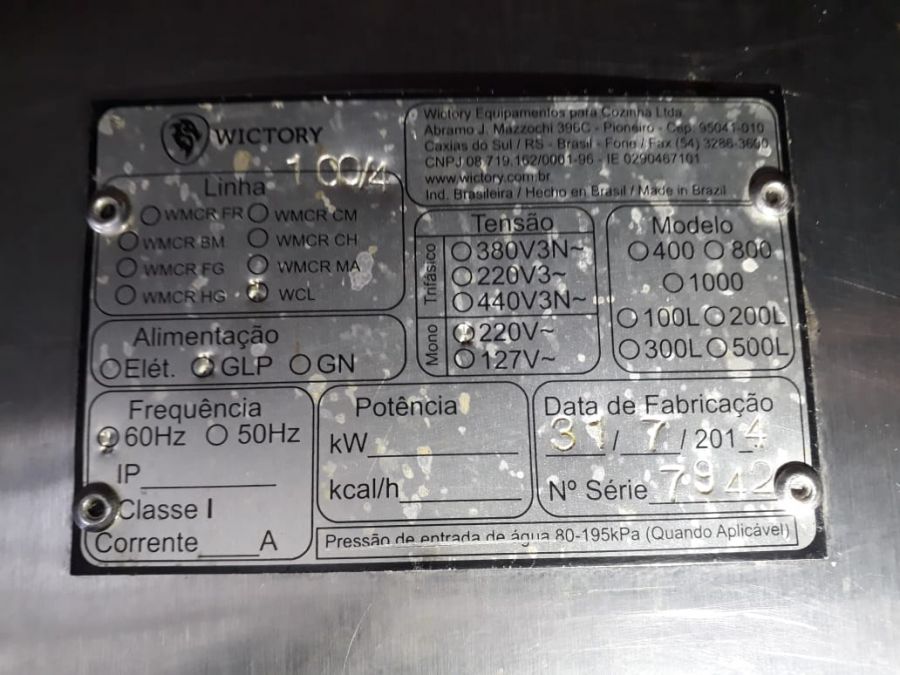 WICTORY
Wictory Equipamentos para Cozinha Ltda.
Abramo J. Mazzochi 396C - Pioneiro - Cep: 95041-010
Caxias do Sul / RS - Brasil - Fone / Fax (54) 3286-3600
CNPJ 08.719.152/0001-96 - IE 0290467101
www.wictory.com.br
Ind. Brasileira / Hecho en Brasil / Made in Brazil
Linha
100/4
WMCR FR WMCR CM
WMCR BM WMCR CH
WMCR FG WMCR MA
WMCR HG WCL
Tensão
Trifásico
380V3N~
220V3~
440V3N~
Mono
220V~
127V~
Modelo
400 800
1000
100L 200L
300L 500L
Alimentação
Elét. GLP GN
Frequência
60Hz 50Hz
IP
Classe I
Corrente A
Potência
kW
kcal/h
Data de Fabricação
31/7/2014
Nº Série 7942
Pressão de entrada de água 80-195kPa (Quando Aplicável)